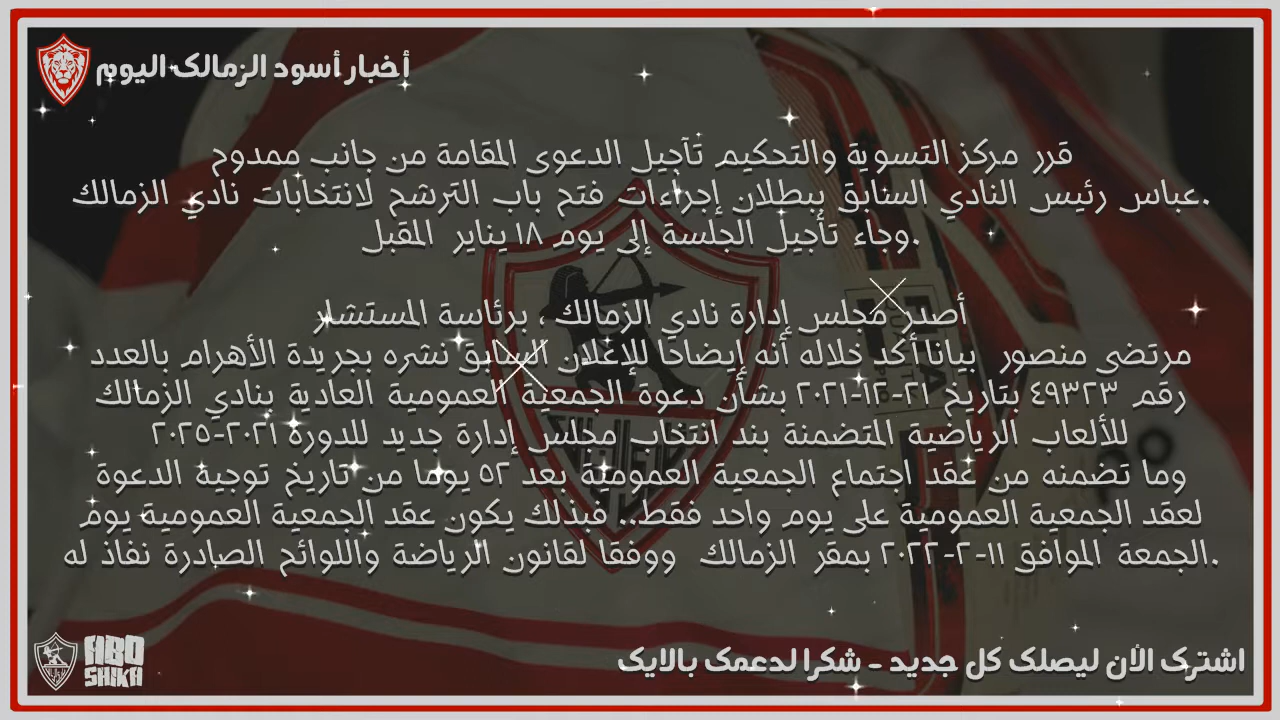 أخبار أسود الزمالك اليوم
قرر مركز التسوية والتحكيم تآجيل الدعوى المقامة من جانب ممدوح
عباس رئيس النادي السابق ببطلان إجراءات فتح باب الترشح لانتخابات نادي الزمالك.
وجاء تأجيل الجلسة إلى يوم ١٨ يناير المقبل.
أصدر مجلس إدارة نادي الزمالك ، برئاسة المستشار
مرتضى منصور بيانا أكد خلاله أنه إيضاحًا للإعلان السابق نشره بجريدة الأهرام بالعدد
رقم ٤٩٣٢٣ بتاريخ ٢١-١٢-٢٠٢١ بشأن دعوة الجمعية العمومية العادية بنادي الزمالك
للألعاب الرياضية المتضمنة بند انتخاب مجلس إدارة جديد للدورة ٢٠٢١-٢٠٢٥
وما تضمنه من عقد اجتماع الجمعية العمومية بعد ٥٢ يوما من تاريخ توجية الدعوة
لعقد الجمعية العمومية على يوم واحد فقط.. فبذلك يكون عقد الجمعية العمومية يوم
الجمعة الموافق ١١-٢-٢٠٢٢ بمقر الزمالك ووفقا لقانون الرياضة واللوائح الصادرة نفاذ له.
ABO
SHIKA
اشترك الأن ليصلك كل جديد - شكرا لدعمك بالايك